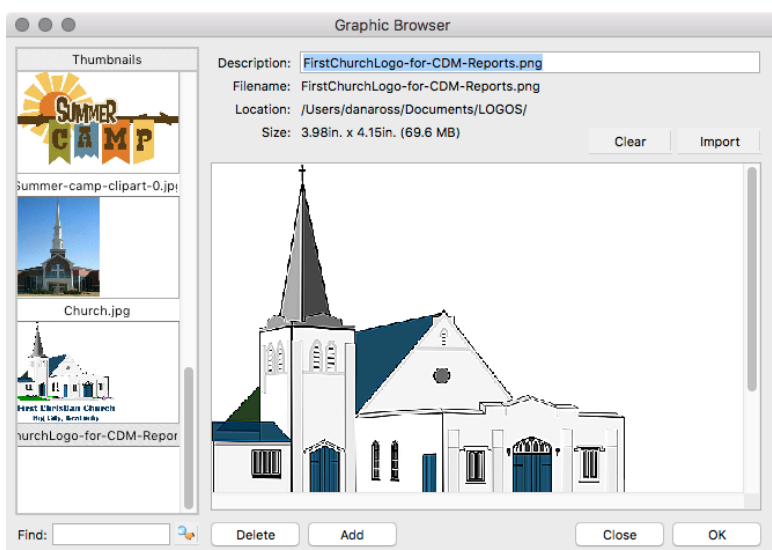 Graphic Browser
Thumbnails
SUMMER
CAMP
Summer-camp-clipart-0.jp
Church.jpg
First Christian Church
hurchLogo-for-CDM-Repor
Find:
Description: FirstChurchLogo-for-CDM-Reports.png
Filename: FirstChurchLogo-for-CDM-Reports.png
Location: /Users/danaross/Documents/LOGOS/
Size: 3.98in. x 4.15in. (69.6 MB)
Clear Import
Delete Add Close OK